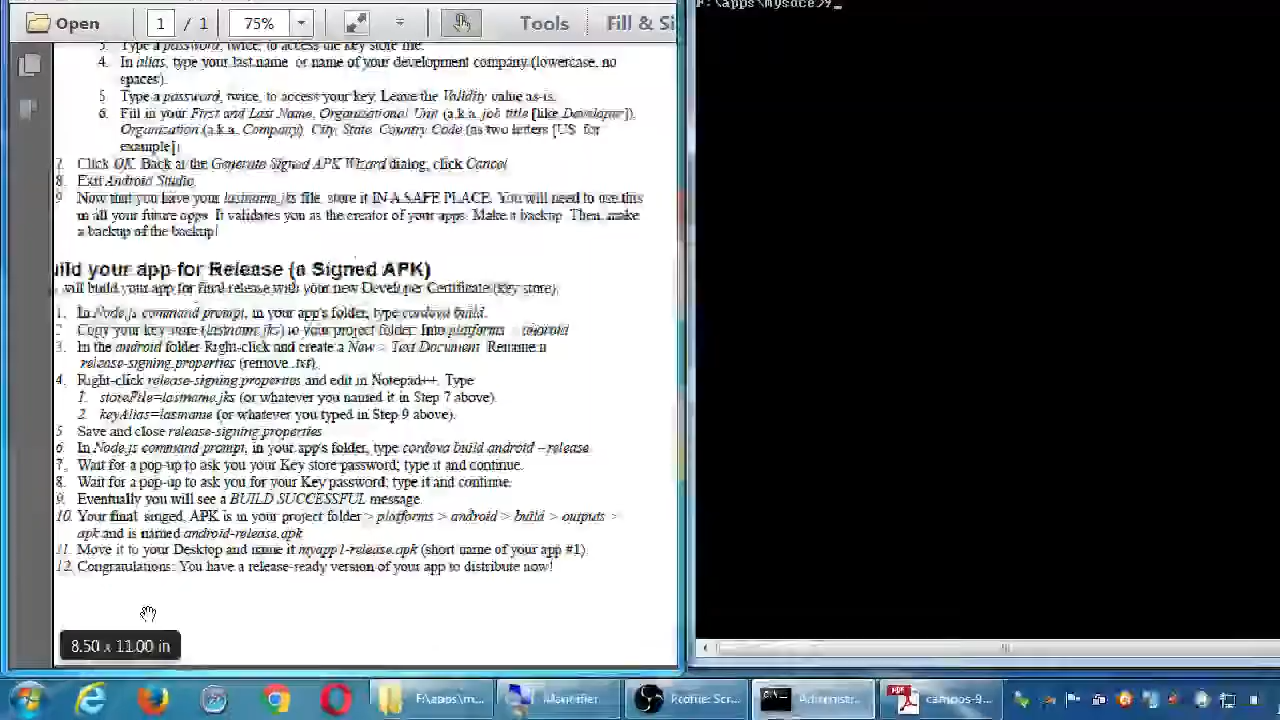 Open 1 / 1 75% Tools Fill &
F:\apps\mysdce>y_
3. Type a password, twice, to access the key store file.
4. In alias, type your last name or name of your development company (lowercase, no
spaces).
5. Type a password, twice, to access your key. Leave the Validity value as-is.
6. Fill in your First and Last Name, Organizational Unit (a.k.a. job title [like Developer]),
Organization (a.k.a. Company), City, State, Country Code (as two letters [US for
example])
7. Click OK. Back at the Generate Signed APK Wizard dialog, click Cancel
8. Exit Android Studio
9. Now that you have your lastname.jks file, store it IN A SAFE PLACE. You will need to use this
in all your future apps. It validates you as the creator of your apps. Make a backup. Then, make
a backup of the backup!
uild your app for Release (a Signed APK)
will build your app for final release with your new Developer Certificate (key store).
1. In Node.js command prompt, in your app's folder, type cordova build.
2. Copy your key store (lastname.jks) to your project folder. Into platforms > android
3. In the android folder Right-click and create a New > Text Document. Rename it
release-signing.properties (remove .txt).
4. Right-click release-signing.properties and edit in Notepad++. Type
1. storeFile=lastname.jks (or whatever you named it in Step 7 above).
2. keyAlias=lasname (or whatever you typed in Step 9 above).
5. Save and close release-signing.properties
6. In Node.js command prompt, in your app's folder, type cordova build android --release
7. Wait for a pop-up to ask you your Key store password; type it and continue.
8. Wait for a pop-up to ask you for your Key password; type it and continue.
9. Eventually you will see a BUILD SUCCESSFUL message.
10. Your final singed, APK is in your project folder > platforms > android > build > outputs >
apk and is named android-release.apk
11. Move it to your Desktop and name it myapp1-release.apk (short name of your app #1).
12. Congratulations: You have a release-ready version of your app to distribute now!
8.50 x 11.00 in
F:\apps\m... Magnifier Profile: Scr... Administr... campos-9...